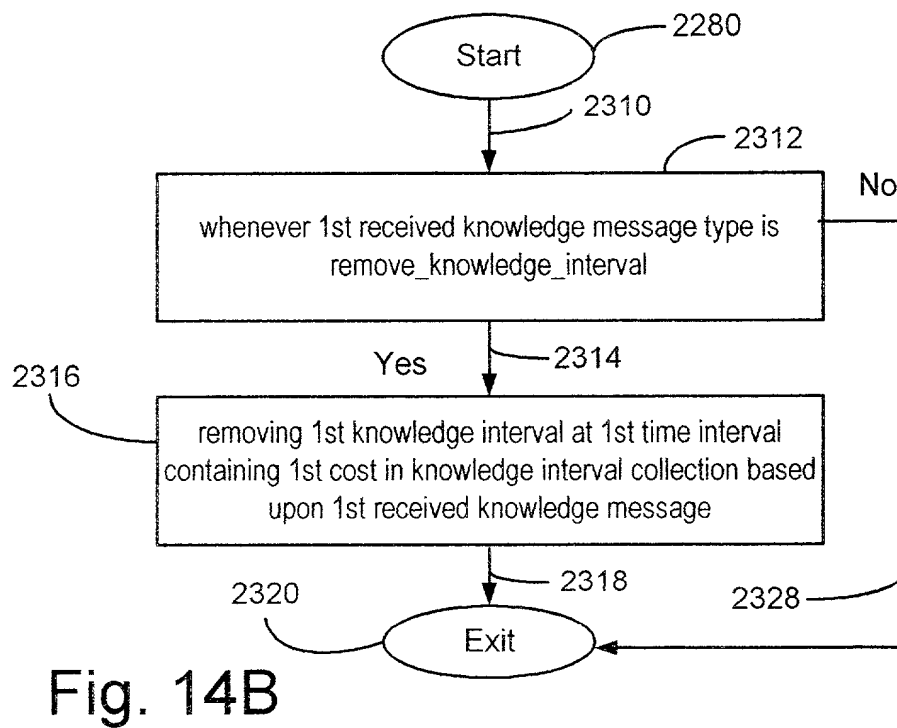 Start
2280
2310
2312
No
whenever 1st received knowledge message type is
remove_knowledge_interval
Yes
2314
2316
removing 1st knowledge interval at 1st time interval
containing 1st cost in knowledge interval collection based
upon 1st received knowledge message
2318
2320
2328
Exit
Fig. 14B